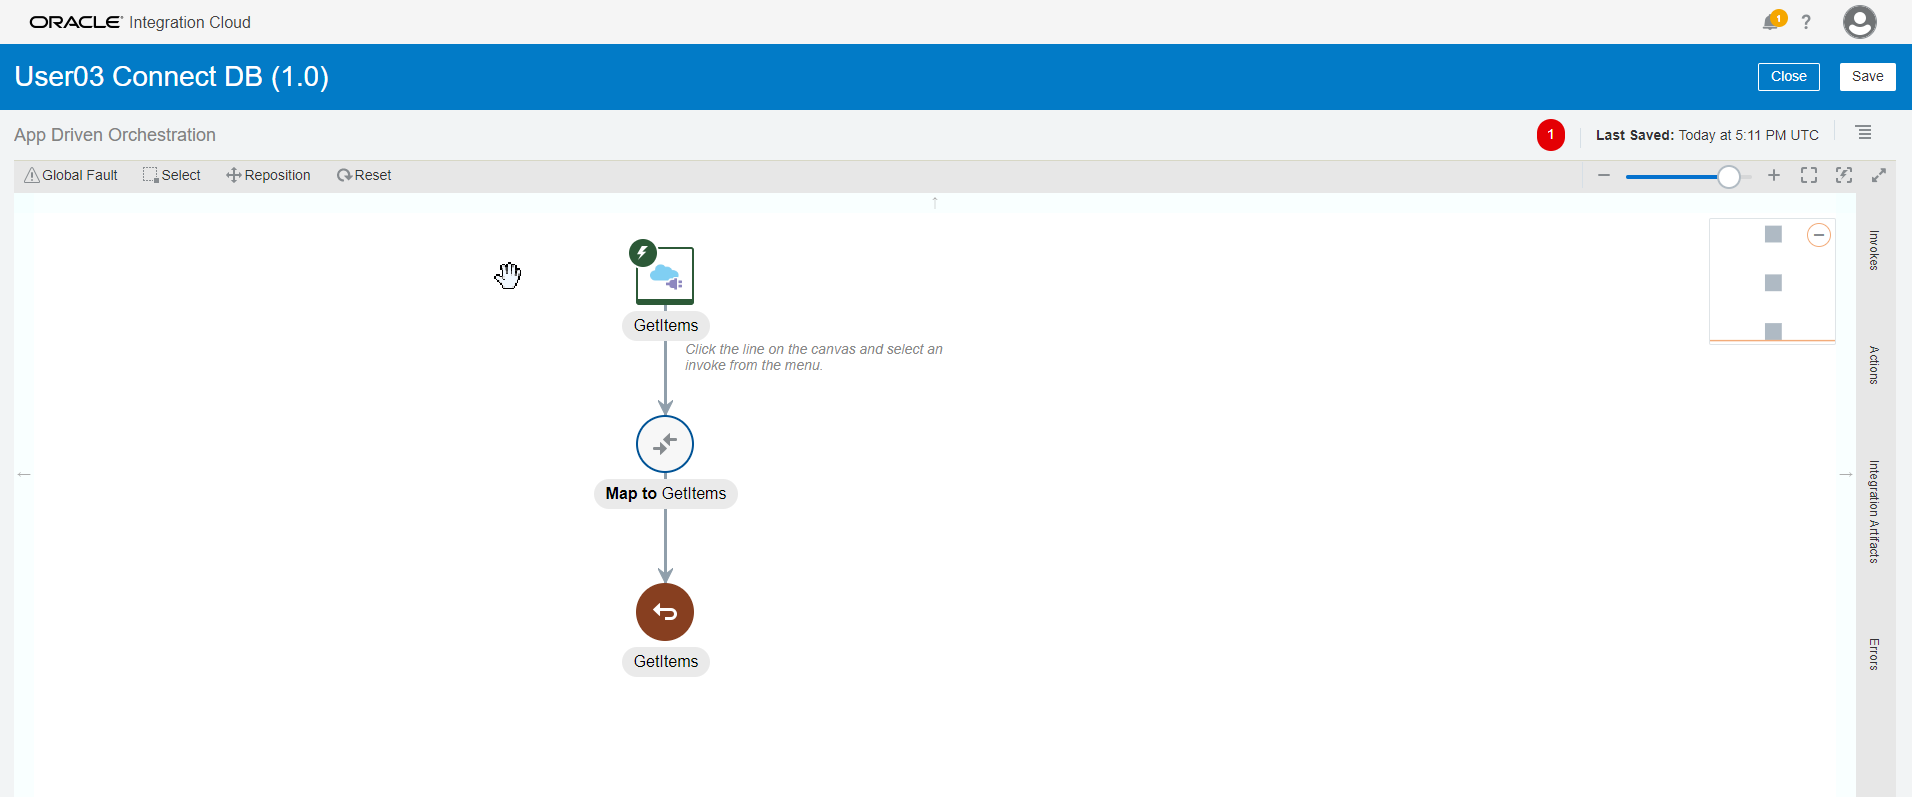 ORACLE Integration Cloud
1
?
User03 Connect DB (1.0)
Close
Save
App Driven Orchestration
1
Last Saved: Today at 5:11 PM UTC
Global Fault
Select
Reposition
Reset
GetItems
Click the line on the canvas and select an
invoke from the menu.
Map to GetItems
GetItems
Invokes
Actions
Integration Artifacts
Errors